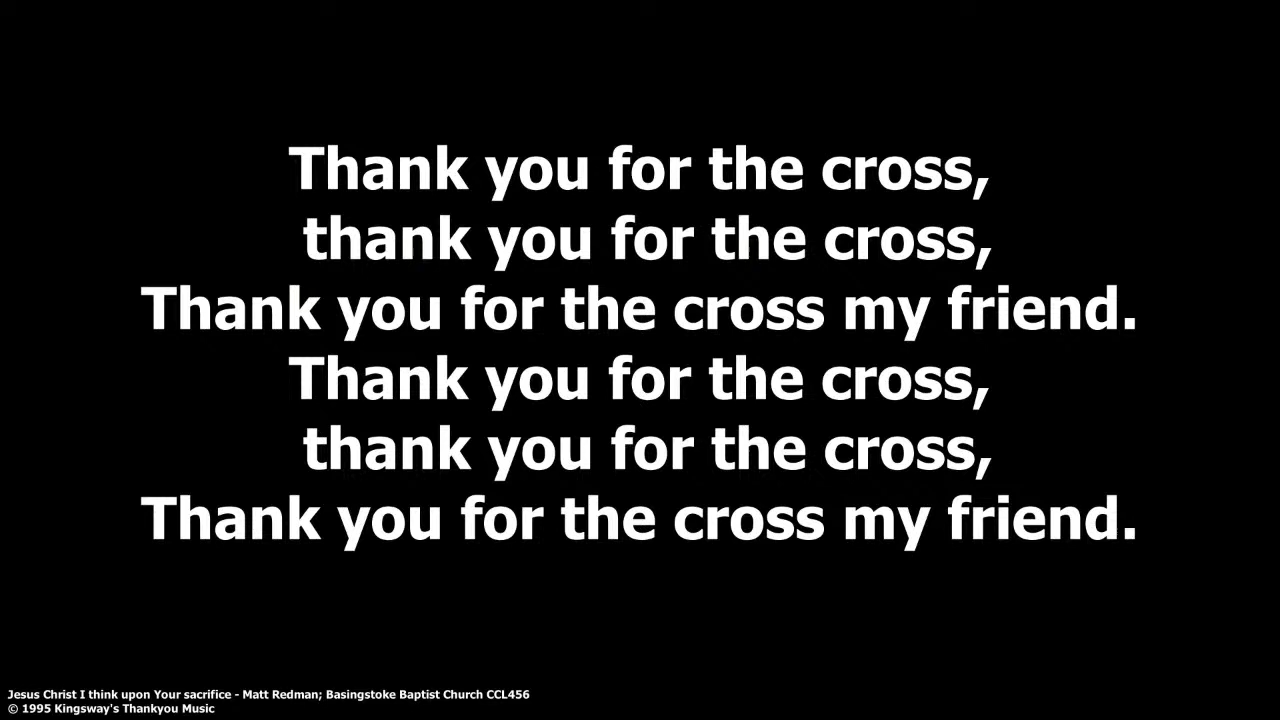 Thank you for the cross,
thank you for the cross,
Thank you for the cross my friend.
Thank you for the cross,
thank you for the cross,
Thank you for the cross my friend.
Jesus Christ I think upon Your sacrifice - Matt Redman; Basingstoke Baptist Church CCL456
© 1995 Kingsway's Thankyou Music